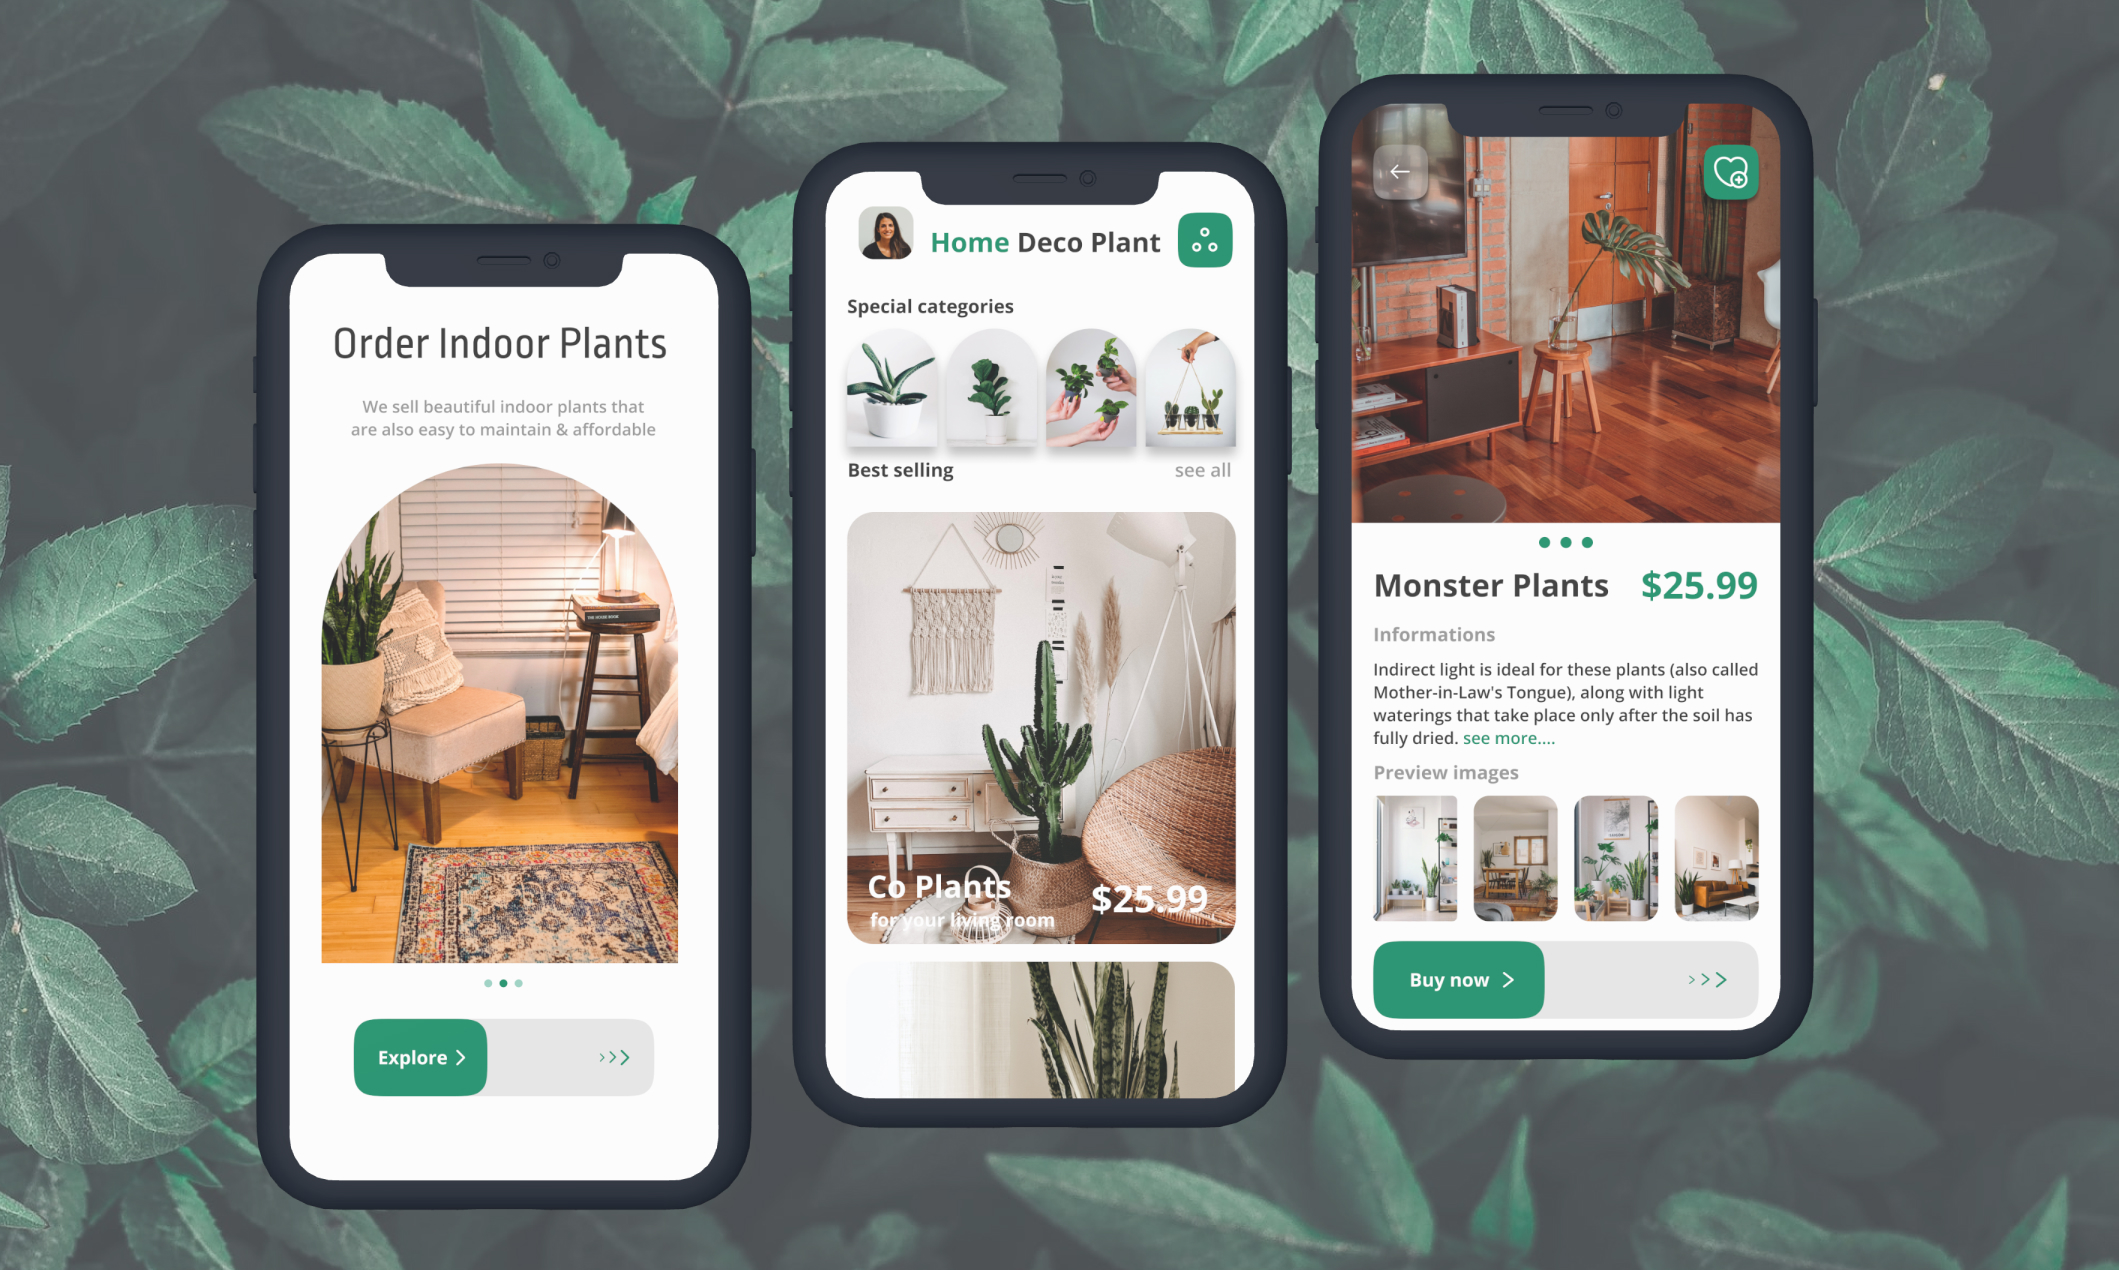 Order Indoor Plants
We sell beautiful indoor plants that
are also easy to maintain & affordable
Explore
Home Deco Plant
Special categories
Best selling
see all
Co Plants
for your living room
$25.99
Monster Plants
$25.99
Informations
Indirect light is ideal for these plants (also called
Mother-in-Law's Tongue), along with light
waterings that take place only after the soil has
fully dried. see more....
Preview images
Buy now